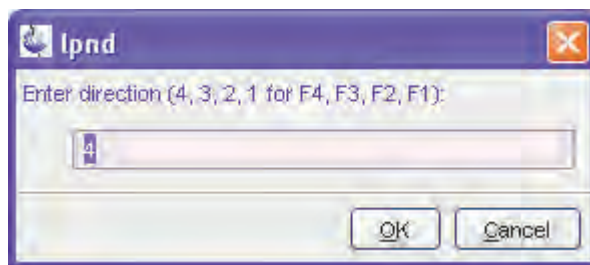 lpnd
Enter direction (4, 3, 2, 1 for F4, F3, F2, F1):
4
OK Cancel